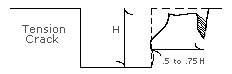 Tension
Crack
H
.5 to .75 H